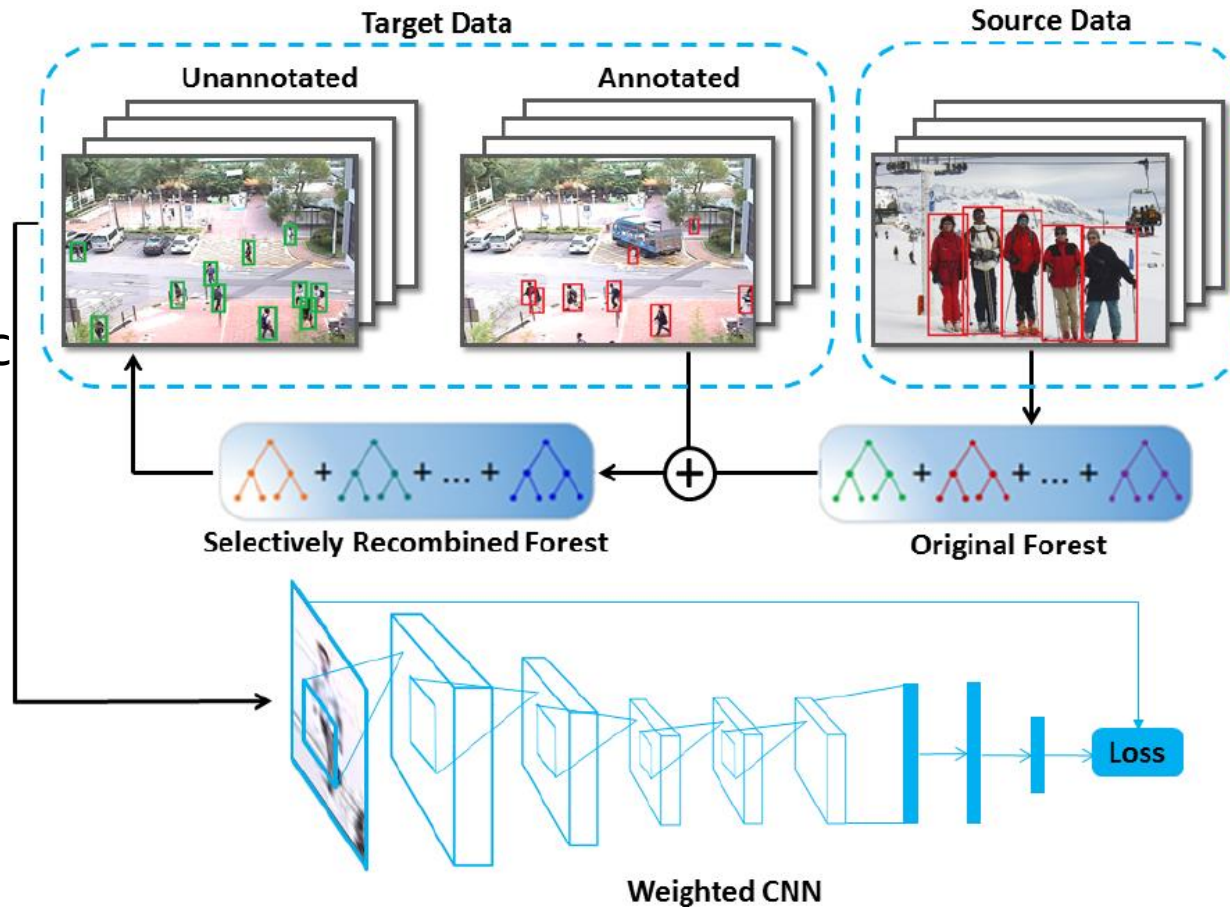 Target Data
Source Data
Unannotated
Annotated
C
+
+ ... +
+
+ ... +
+
Selectively Recombined Forest
Original Forest
Loss
Weighted CNN